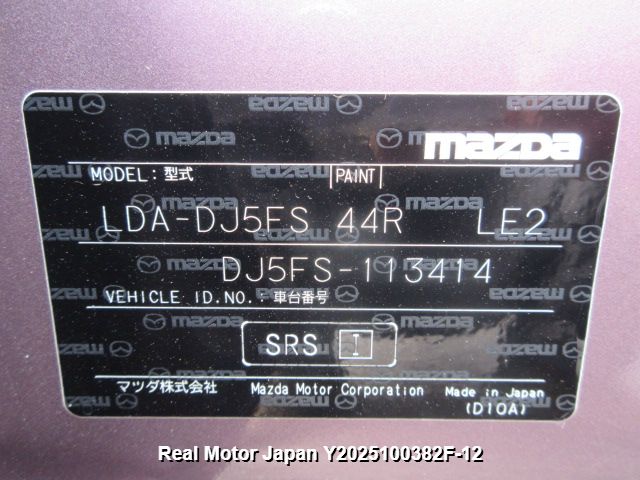 mazda
MODEL: 型式 PAINT
LDA-DJ5FS 44R LE2
DJ5FS-113414
VEHICLE ID.NO.: 車台番号
SRS I
マツダ株式会社 Mazda Motor Corporation Made in Japan
(D10A)
Real Motor Japan Y2025100382F-12